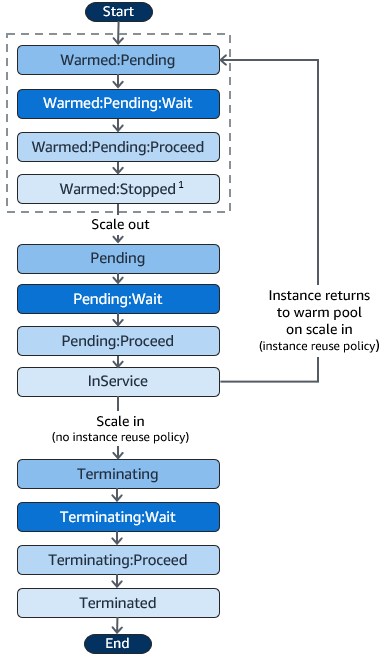 Start
Warmed:Pending
Warmed:Pending:Wait
Warmed:Pending:Proceed
Warmed:Stopped¹
Scale out
Pending
Pending:Wait
Pending:Proceed
InService
Instance returns
to warm pool
on scale in
(instance reuse policy)
Scale in
(no instance reuse policy)
Terminating
Terminating:Wait
Terminating:Proceed
Terminated
End